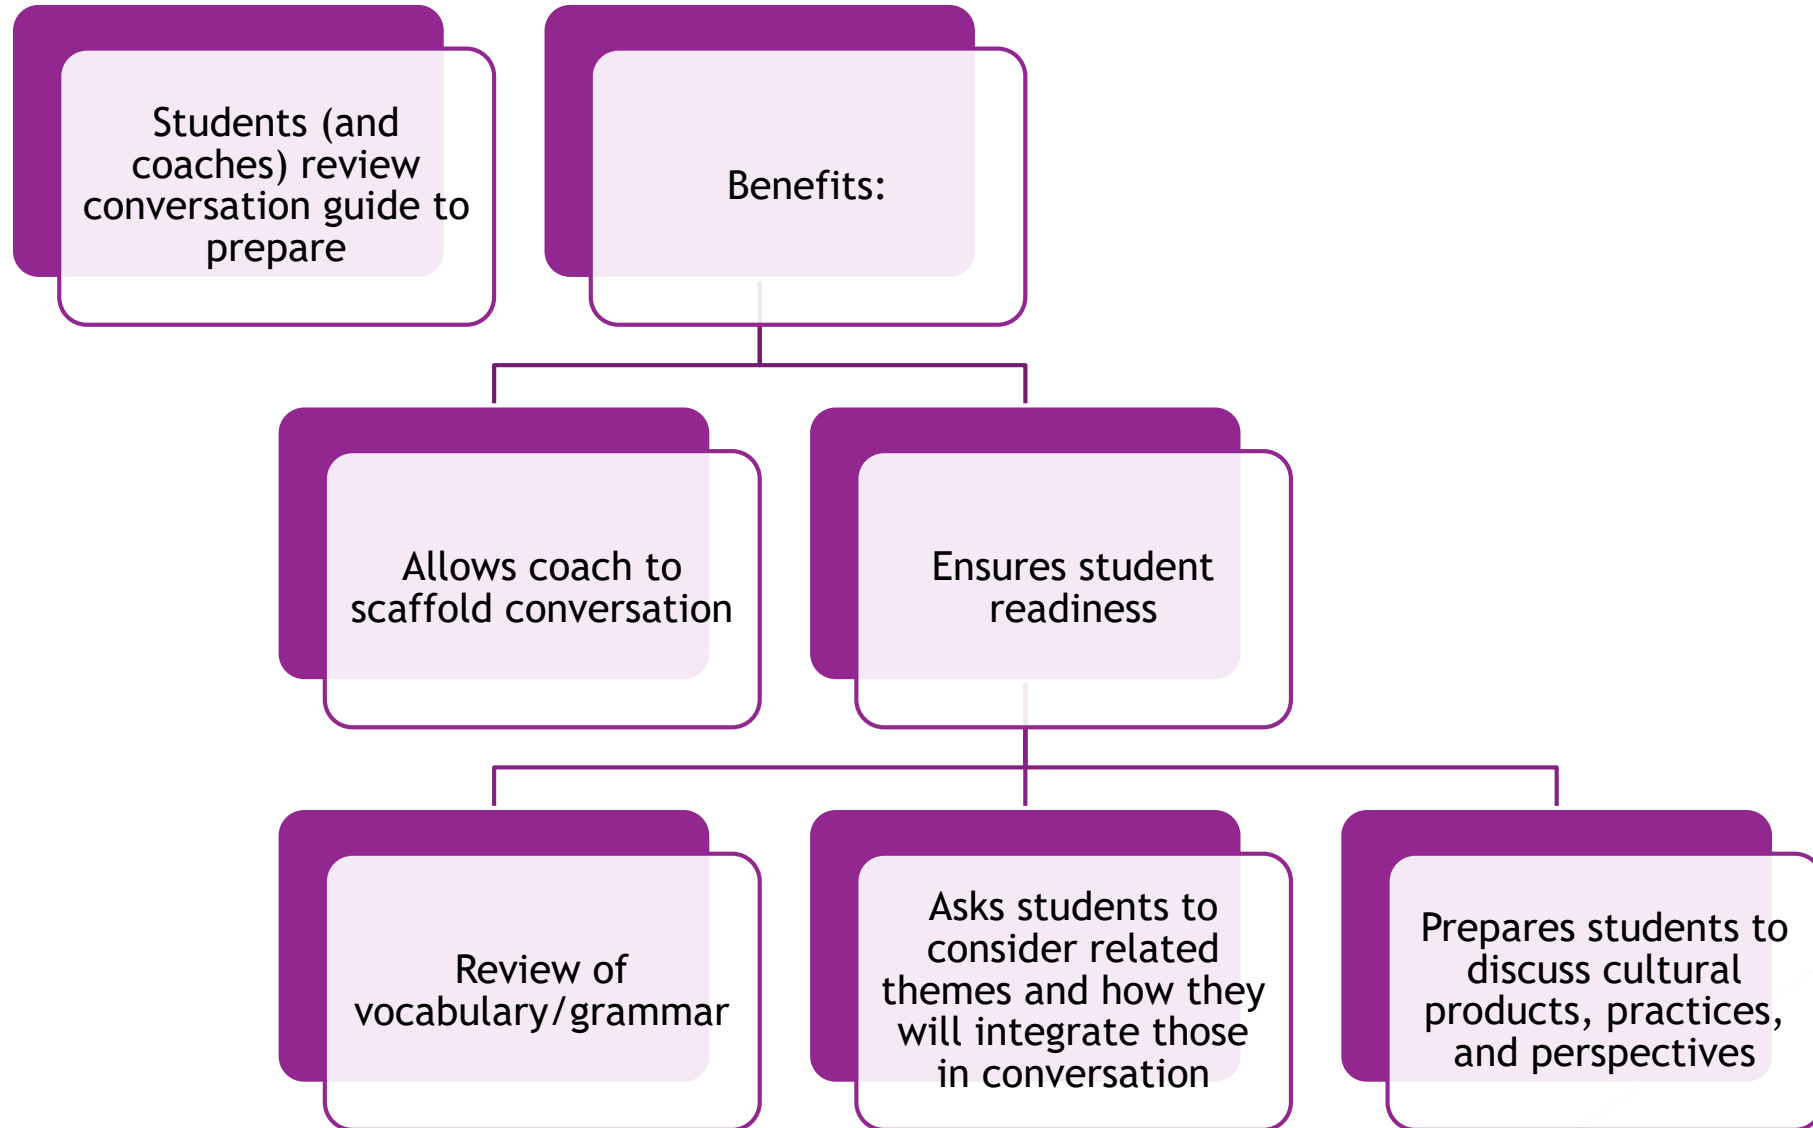 Students (and
coaches) review
conversation guide to
prepare
Benefits:
Allows coach to
scaffold conversation
Ensures student
readiness
Review of
vocabulary/grammar
Asks students to
consider related
themes and how they
will integrate those
in conversation
Prepares students to
discuss cultural
products, practices,
and perspectives